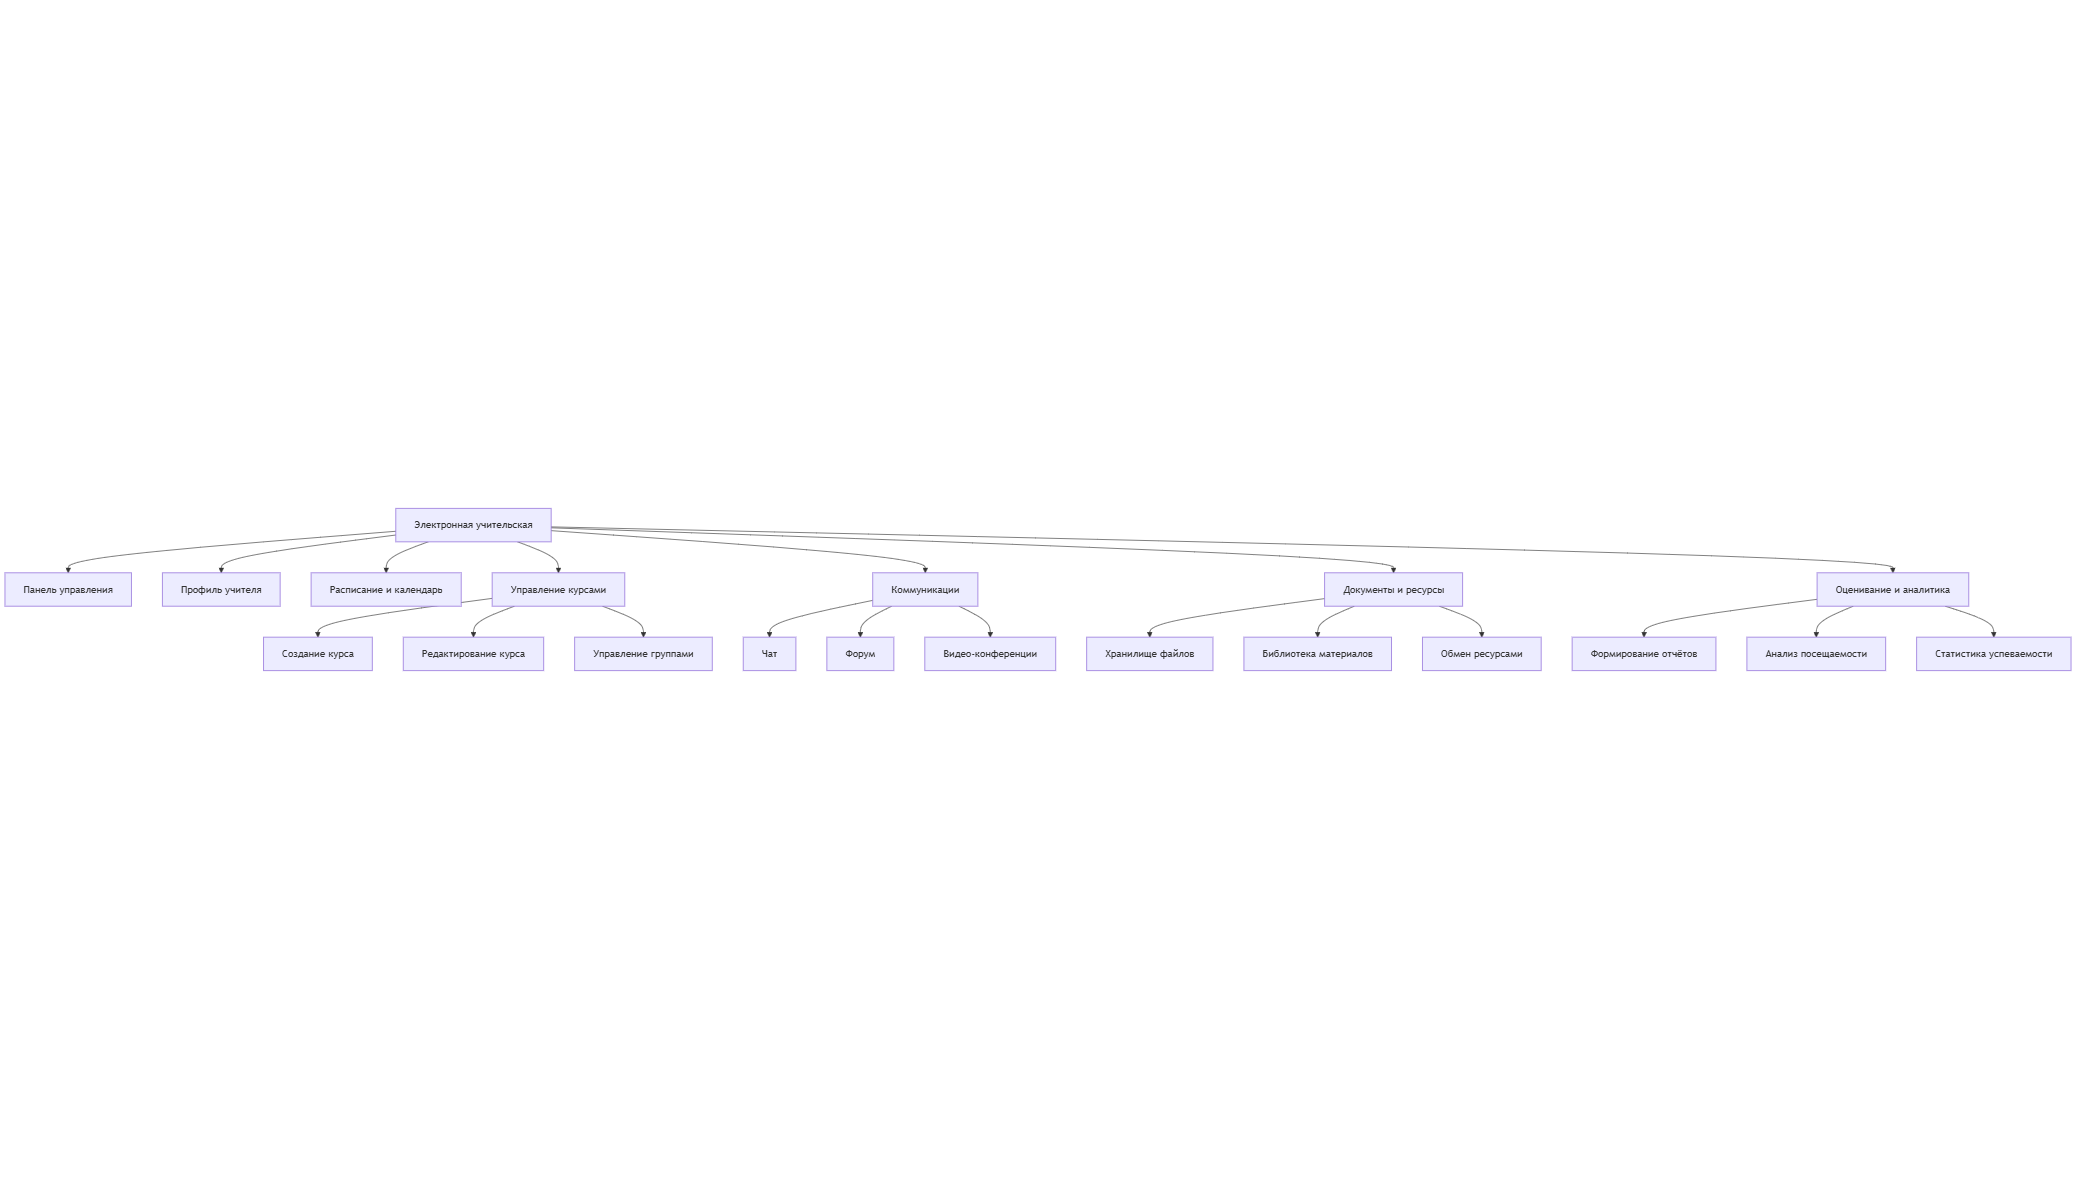 Электронная учительская
Панель управления
Профиль учителя
Расписание и календарь
Управление курсами
Коммуникации
Документы и ресурсы
Оценивание и аналитика
Создание курса
Редактирование курса
Управление группами
Чат
Форум
Видео-конференции
Хранилище файлов
Библиотека материалов
Обмен ресурсами
Формирование отчётов
Анализ посещаемости
Статистика успеваемости